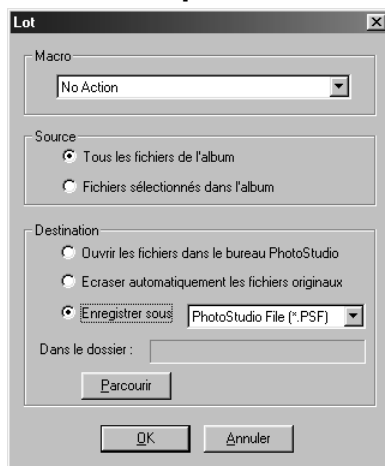 Lot
Macro
No Action
Source
Tous les fichiers de l'album
Fichiers sélectionnés dans l'album
Destination
Ouvrir les fichiers dans le bureau PhotoStudio
Ecraser automatiquement les fichiers originaux
Enregistrer sous PhotoStudio File (*.PSF)
Dans le dossier :
Parcourir
OK Annuler